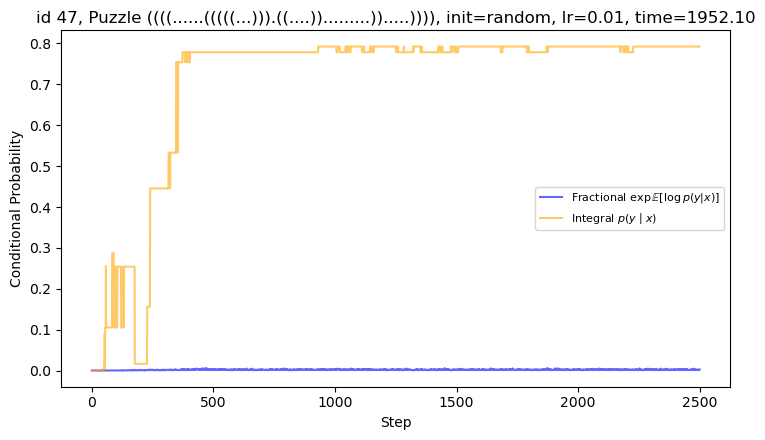 id 47, Puzzle ((((......(((((...))).((....)).........)).....)))), init=random, lr=0.01, time=1952.10
Conditional Probability
0.8
0.7
0.6
0.5
0.4
0.3
0.2
0.1
0.0
Fractional exp𝔼[log p(y|x)]
Integral p(y | x)
0 500 1000 1500 2000 2500
Step